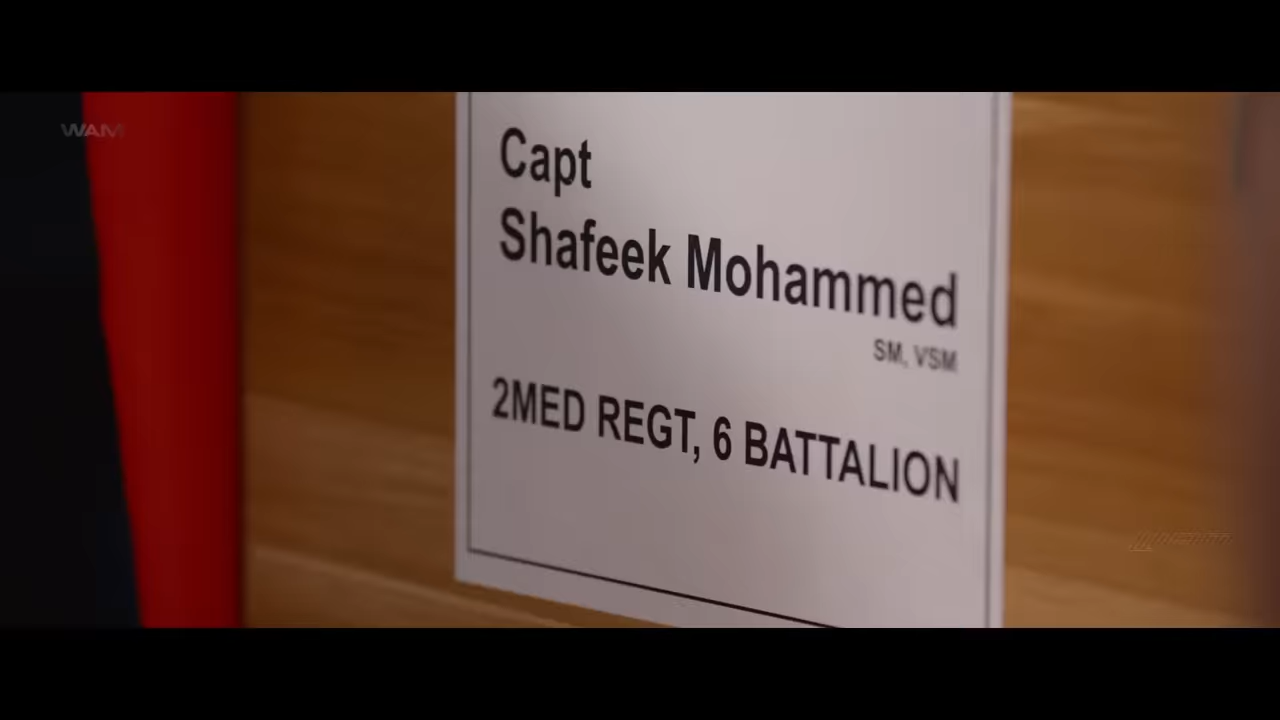 WAM
Capt
Shafeek Mohammed
SM, VSM
2MED REGT, 6 BATTALION